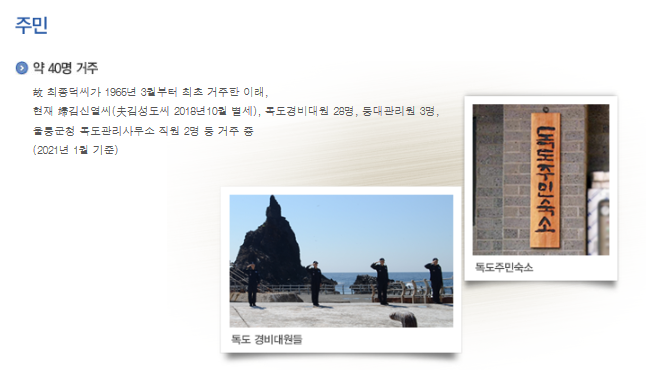 주민
약 40명 거주
故 최종덕씨가 1965년 3월부터 최초 거주한 이래,
현재 김신열씨(夫김성도씨 2018년10월 별세), 독도경비대원 28명, 등대관리원 3명,
울릉군청 독도관리사무소 직원 2명 등 거주 중
(2021년 1월 기준)
독도주민숙소
독도주민숙소
독도 경비대원들